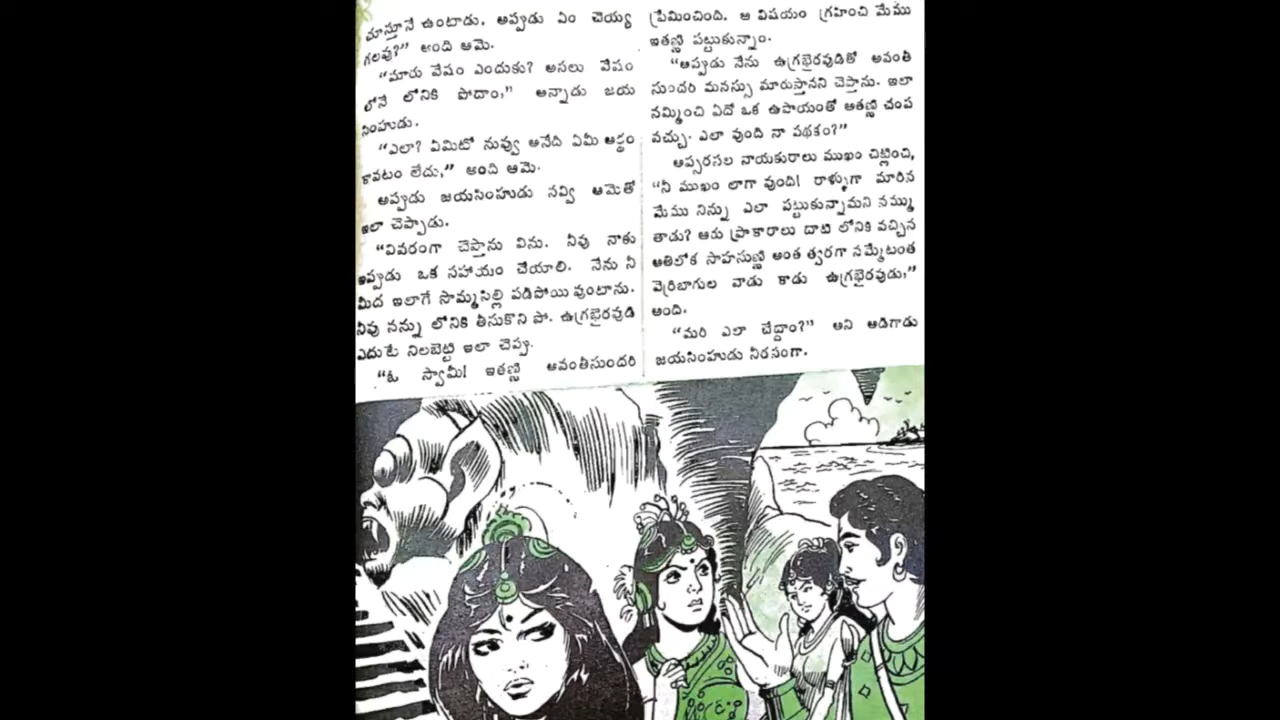 చూస్తూనే ఉంటాడు. అప్పుడు ఏం చెయ్య
గలవు?” అంది ఆమె.
“మారు వేషం ఎందుకు? అసలు వేషం
లోనే లోనికి పోదాం,” అన్నాడు జయ
సింహుడు.
“ఎలా? ఏమిటో నువ్వు అనేది ఏమీ అర్థం
కావటం లేదు,” అంది ఆమె.
అప్పుడు జయసింహుడు నవ్వి ఆమెతో
ఇలా చెప్పాడు.
“వివరంగా చెప్తాను విను. నీవు నాకు
ఇప్పుడు ఒక సహాయం చేయాలి. నేను నీ
మీద ఇలాగే సొమ్మసిల్లి పడిపోయి వుంటాను.
నీవు నన్ను లోనికి తీసుకొని పో. ఉగ్రభైరవుడి
ఎదుట నిలబెట్టి ఇలా చెప్పు.
“ఓ స్వామీ! ఇతణ్ణి అవంతీసుందరి
ప్రేమించింది. ఆ విషయం గ్రహించి మేము
ఇతణ్ణి పట్టుకున్నాం.
“అప్పుడు నేను ఉగ్రభైరవుడితో అవంతీ
సుందరి మనస్సు మారుస్తానని చెప్తాను. ఇలా
నమ్మించి ఏదో ఒక ఉపాయంతో అతణ్ణి చంప
వచ్చు. ఎలా వుంది నా పథకం?”
అప్సరసల నాయకురాలు ముఖం చిట్లించి,
“నీ ముఖం లాగా వుంది! రాళ్ళుగా మారిన
మేము నిన్ను ఎలా పట్టుకున్నామని నమ్ము
తాడు? ఆరు ప్రాకారాలు దాటి లోనికి వచ్చిన
అతిలోక సాహసుణ్ణి అంత త్వరగా నమ్మేటంత
వెర్రిబాగుల వాడు కాడు ఉగ్రభైరవుడు,”
అంది.
“మరి ఎలా చేద్దాం?” అని అడిగాడు
జయసింహుడు నీరసంగా.